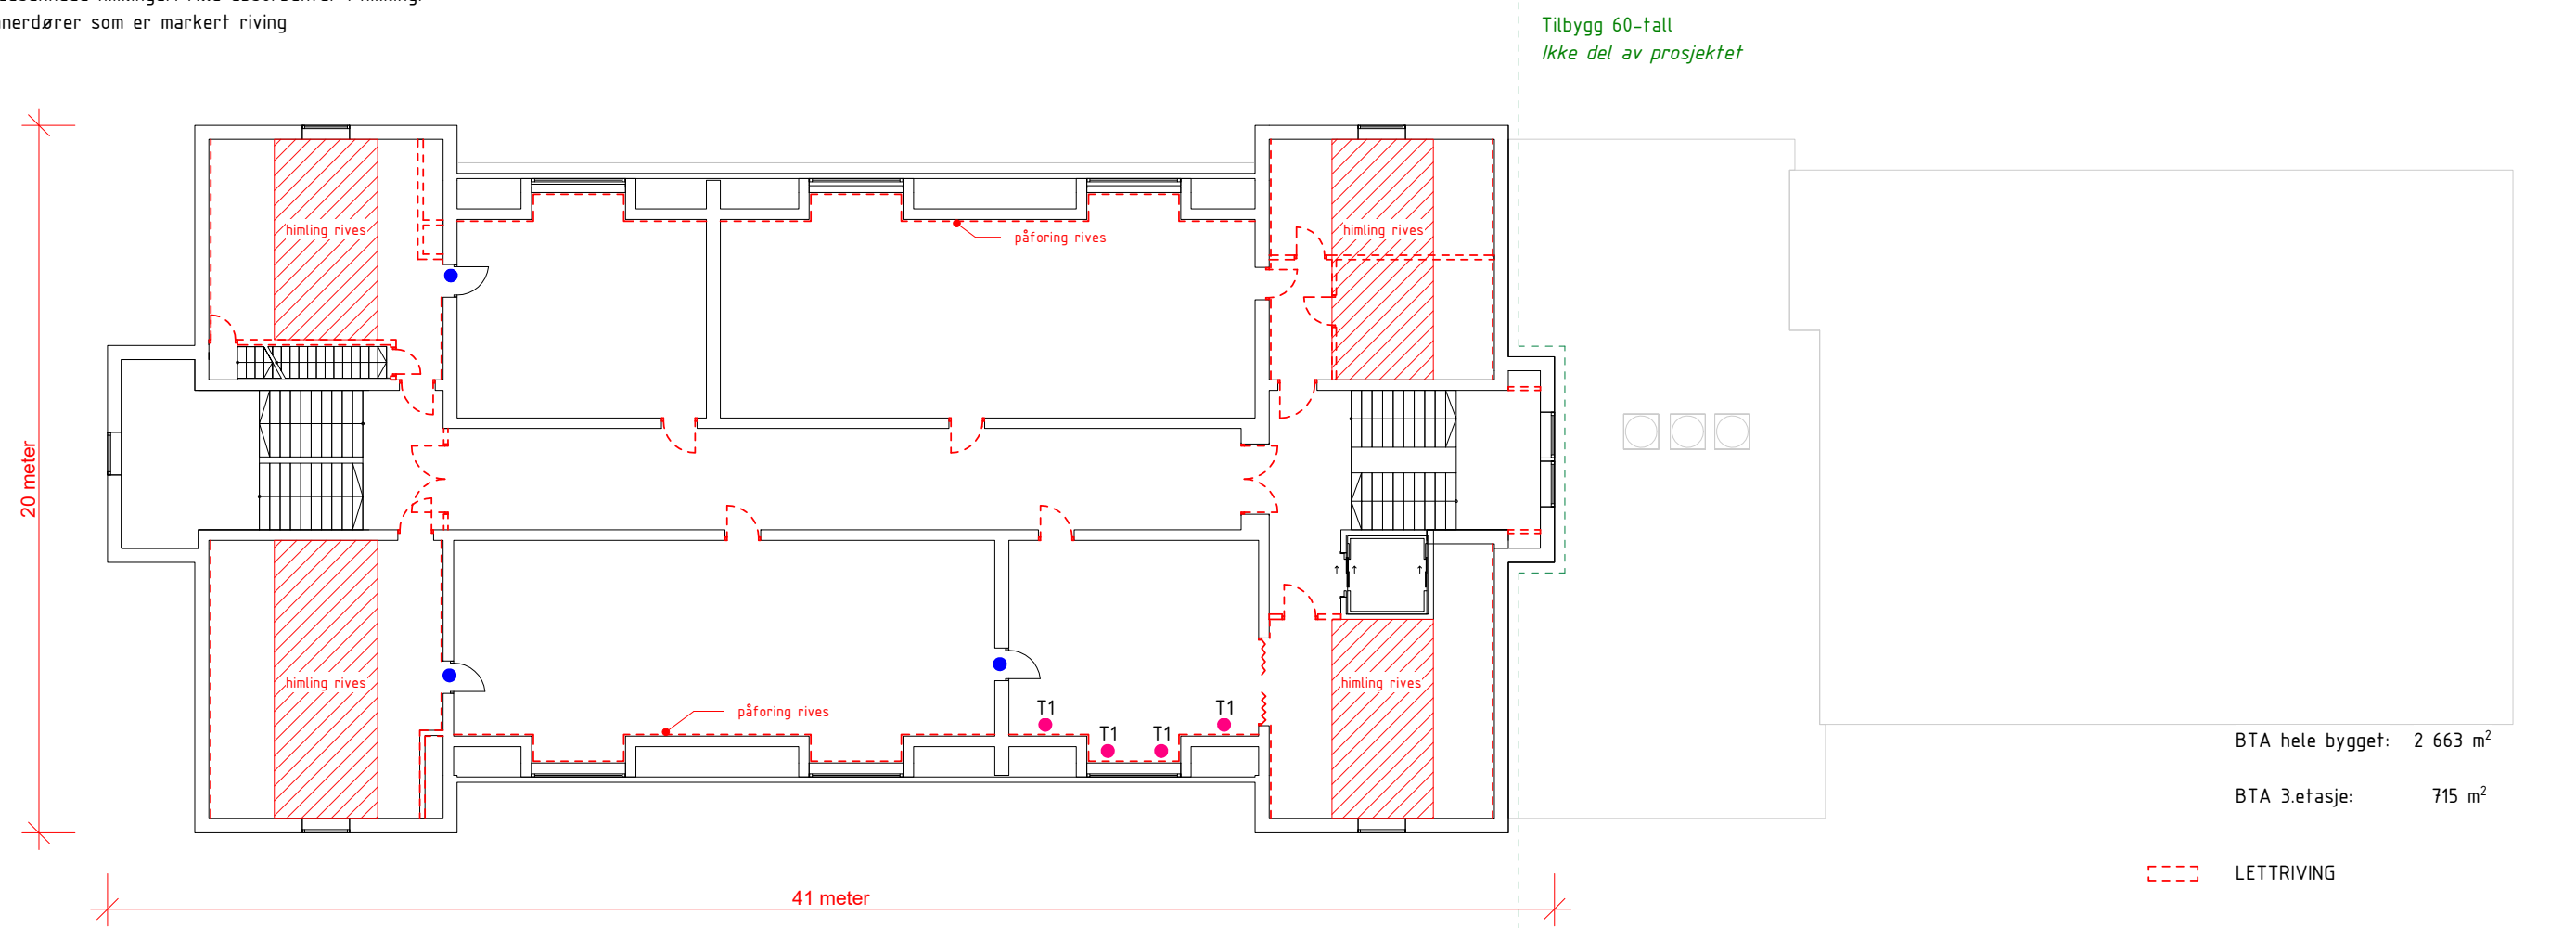 nerdører som er markert riving
Tilbygg 60-tall
Ikke del av prosjektet
himling rives
påforing rives
himling rives
20 meter
himling rives
påforing rives
T1
T1
T1
T1
himling rives
BTA hele bygget: 2 663 m²
BTA 3.etasje: 715 m²
LETTRIVING
41 meter